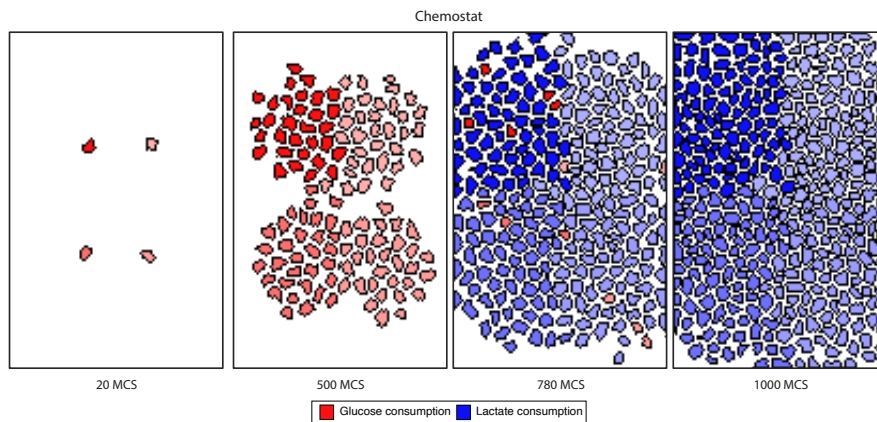 Chemostat
20 MCS
500 MCS
780 MCS
1000 MCS
Glucose consumption
Lactate consumption